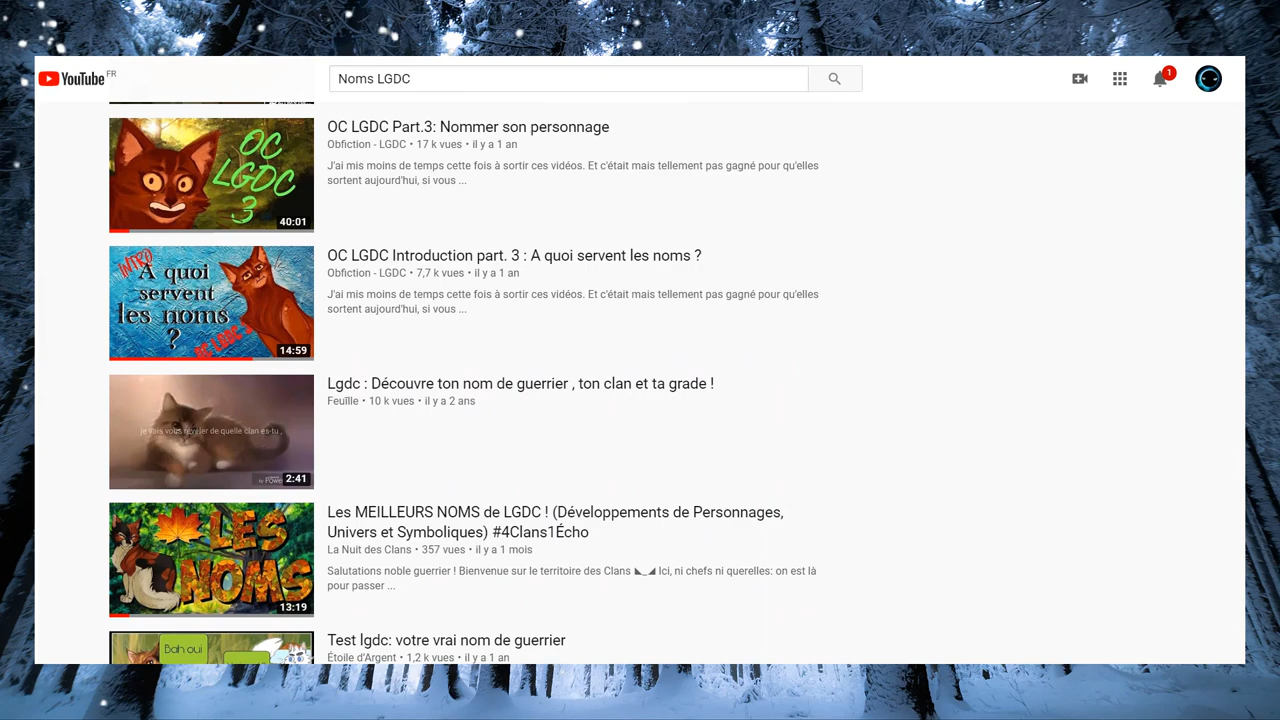 YouTube FR
Noms LGDC
1
OC
LGDC
3
40:01
OC LGDC Part.3: Nommer son personnage
Obfiction - LGDC • 17 k vues • il y a 1 an
J'ai mis moins de temps cette fois à sortir ces vidéos. Et c'était mais tellement pas gagné pour qu'elles
sortent aujourd'hui, si vous ...
INTRO
A quoi
servent
les noms
?
14:59
OC LGDC Introduction part. 3 : A quoi servent les noms ?
Obfiction - LGDC • 7,7 k vues • il y a 1 an
J'ai mis moins de temps cette fois à sortir ces vidéos. Et c'était mais tellement pas gagné pour qu'elles
sortent aujourd'hui, si vous ...
je vais vous révéler de quelle clan es-tu .
2:41
Lgdc : Découvre ton nom de guerrier , ton clan et ta grade !
Feuille • 10 k vues • il y a 2 ans
LES
NOMS
13:19
Les MEILLEURS NOMS de LGDC ! (Développements de Personnages,
Univers et Symboliques) #4Clans1Écho
La Nuit des Clans • 357 vues • il y a 1 mois
Salutations noble guerrier ! Bienvenue sur le territoire des Clans ◣_◢ Ici, ni chefs ni querelles: on est là
pour passer ...
Bah oui
Test lgdc: votre vrai nom de guerrier
Étoile d'Argent • 1,2 k vues • il y a 1 an